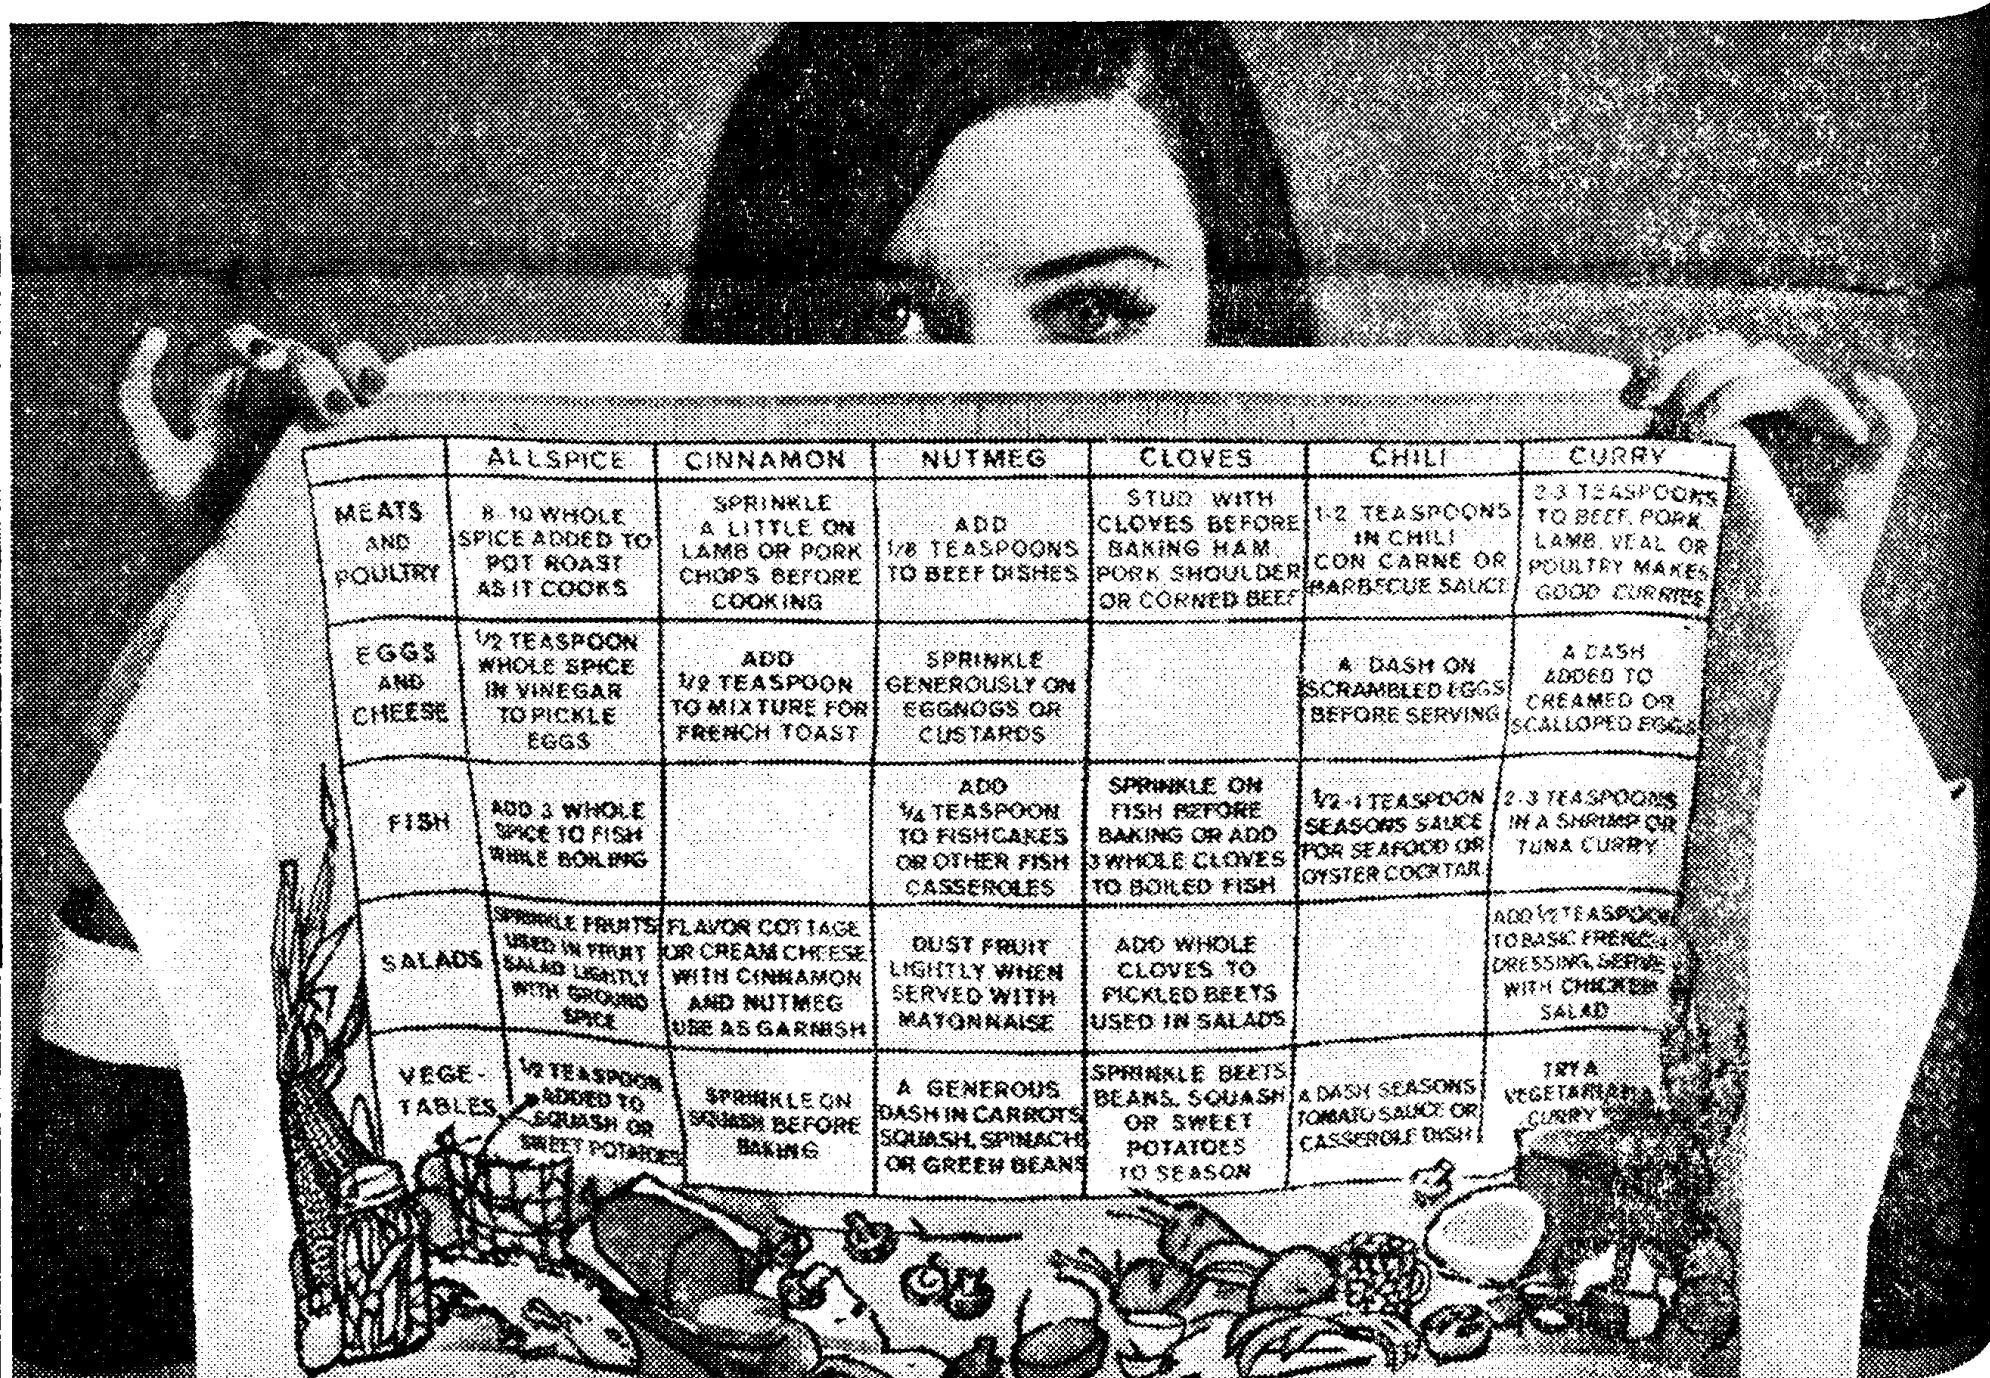 ALLSPICE
CINNAMON
NUTMEG
CLOVES
CHILI
CURRY
MEATS
AND
POULTRY
8-10 WHOLE
SPICE ADDED TO
POT ROAST
AS IT COOKS
SPRINKLE
A LITTLE ON
LAMB OR PORK
CHOPS BEFORE
COOKING
ADD
1/8 TEASPOONS
TO BEEF DISHES
STUD WITH
CLOVES BEFORE
BAKING HAM,
PORK SHOULDER
OR CORNED BEEF
1-2 TEASPOONS
IN CHILI
CON CARNE OR
BARBECUE SAUCE
2-3 TEASPOONS
TO BEEF, PORK,
LAMB, VEAL OR
POULTRY MAKES
GOOD CURRIES
EGGS
AND
CHEESE
1/2 TEASPOON
WHOLE SPICE
IN VINEGAR
TO PICKLE
EGGS
ADD
1/2 TEASPOON
TO MIXTURE FOR
FRENCH TOAST
SPRINKLE
GENEROUSLY ON
EGGNOGS OR
CUSTARDS
A DASH ON
SCRAMBLED EGGS
BEFORE SERVING
A DASH
ADDED TO
CREAMED OR
SCALLOPED EGGS
FISH
ADD 3 WHOLE
SPICE TO FISH
WHILE BOILING
ADD
1/4 TEASPOON
TO FISHCAKES
OR OTHER FISH
CASSEROLES
SPRINKLE ON
FISH BEFORE
BAKING OR ADD
3 WHOLE CLOVES
TO BOILED FISH
1/2-1 TEASPOON
SEASONS SAUCE
FOR SEAFOOD OR
OYSTER COCKTAIL
2-3 TEASPOONS
IN A SHRIMP OR
TUNA CURRY
SALADS
SPRINKLE FRUITS
USED IN FRUIT
SALAD LIGHTLY
WITH GROUND
SPICE
FLAVOR COTTAGE
OR CREAM CHEESE
WITH CINNAMON
AND NUTMEG
USE AS GARNISH
DUST FRUIT
LIGHTLY WHEN
SERVED WITH
MAYONNAISE
ADD WHOLE
CLOVES TO
PICKLED BEETS
USED IN SALADS
ADD 1/2 TEASPOON
TO BASIC FRENCH
DRESSING, SERVE
WITH CHICKEN
SALAD
VEGE-
TABLES
1/2 TEASPOON
ADDED TO
SQUASH OR
SWEET POTATOES
SPRINKLE ON
SQUASH BEFORE
BAKING
A GENEROUS
DASH IN CARROTS
SQUASH, SPINACH
OR GREEN BEANS
SPRINKLE BEETS
BEANS, SQUASH
OR SWEET
POTATOES
TO SEASON
A DASH SEASONS
TOMATO SAUCE OR
CASSEROLE DISH
TRY A
VEGETARIAN
CURRY